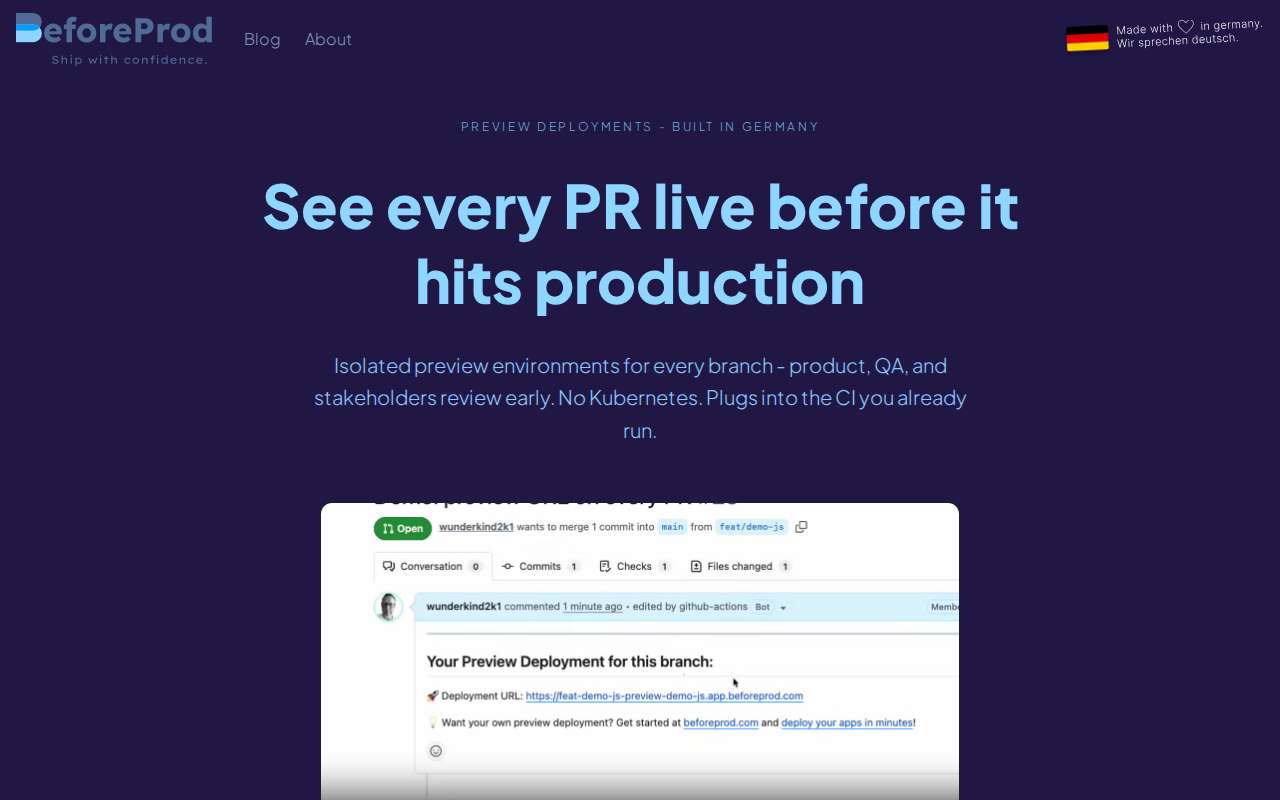 BeforeProd
Ship with confidence.
Blog
About
Made with in germany.
Wir sprechen deutsch.
PREVIEW DEPLOYMENTS - BUILT IN GERMANY
See every PR live before it
hits production
Isolated preview environments for every branch - product, QA, and
stakeholders review early. No Kubernetes. Plugs into the CI you already
run.
Open
wunderkind2k1 wants to merge 1 commit into main from feat/demo-js
Conversation 0
Commits 1
Checks 1
Files changed 1
wunderkind2k1 commented 1 minute ago • edited by github-actions Bot
Your Preview Deployment for this branch:
🚀 Deployment URL: https://feat-demo-js-preview-demo-js.app.beforeprod.com
💡 Want your own preview deployment? Get started at beforeprod.com and deploy your apps in minutes!